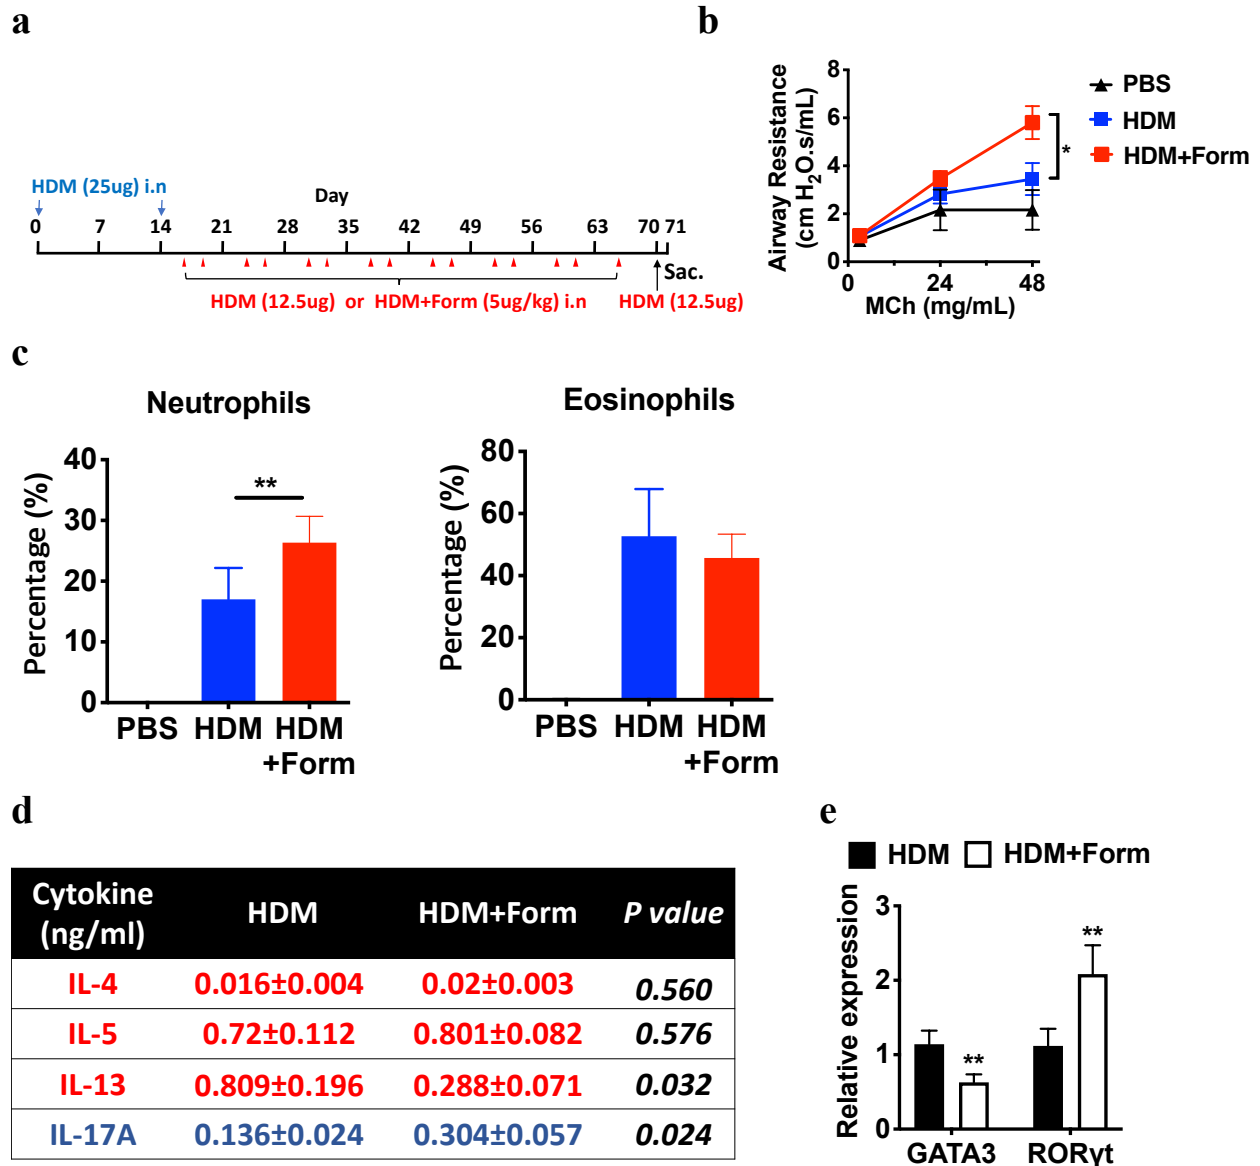 a
HDM (25ug) i.n
Day
0 7 14 21 28 35 42 49 56 63 70 71
Sac.
HDM (12.5ug) or HDM+Form (5ug/kg) i.n
HDM (12.5ug)
b
Airway Resistance
(cm H₂O.s/mL)
8
6
4
2
0
0 24 48
MCh (mg/mL)
PBS
HDM
HDM+Form
*
c
Neutrophils
Percentage (%)
40
30
20
10
0
**
PBS HDM HDM
+Form
Eosinophils
Percentage (%)
80
60
40
20
0
PBS HDM HDM
+Form
d
Cytokine
(ng/ml) HDM HDM+Form P value
IL-4 0.016±0.004 0.02±0.003 0.560
IL-5 0.72±0.112 0.801±0.082 0.576
IL-13 0.809±0.196 0.288±0.071 0.032
IL-17A 0.136±0.024 0.304±0.057 0.024
e
HDM HDM+Form
Relative expression
3
2
1
0
**
**
GATA3 RORγt